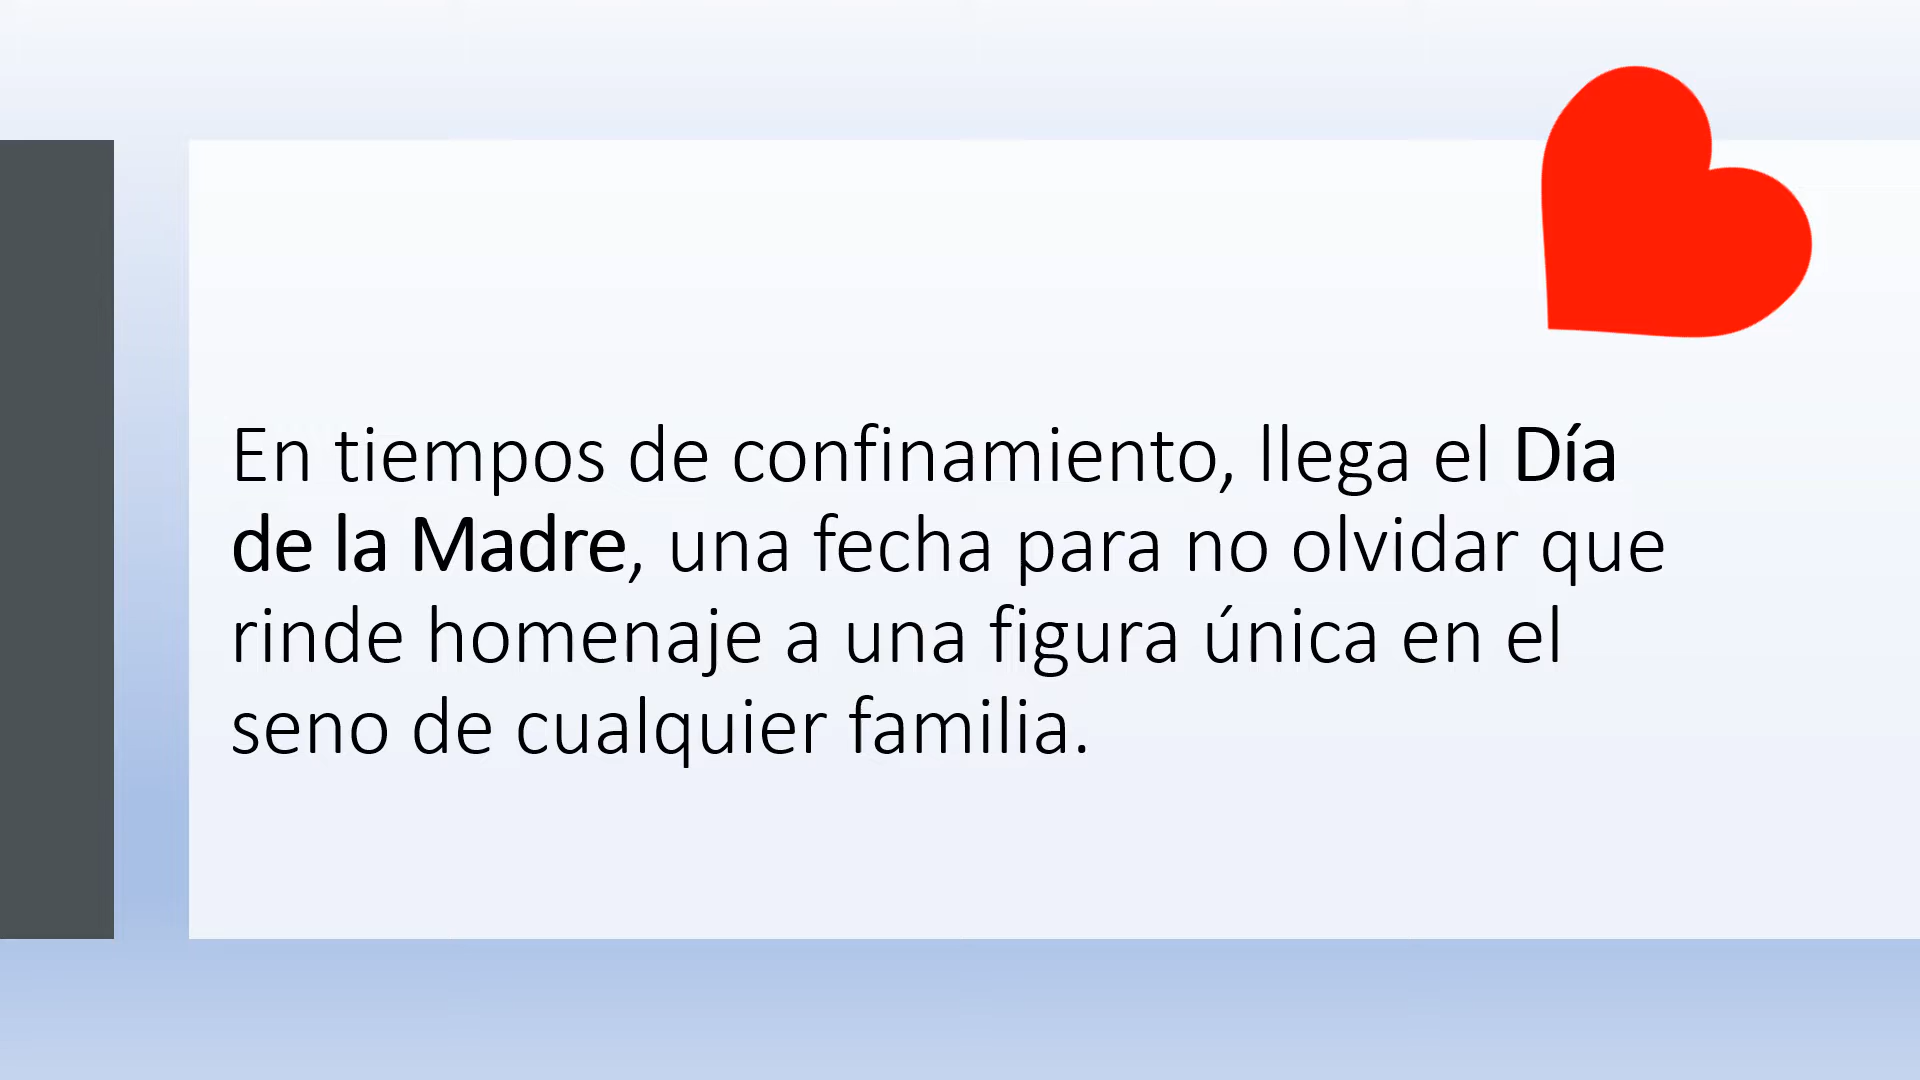 En tiempos de confinamiento, llega el Día
de la Madre, una fecha para no olvidar que
rinde homenaje a una figura única en el
seno de cualquier familia.